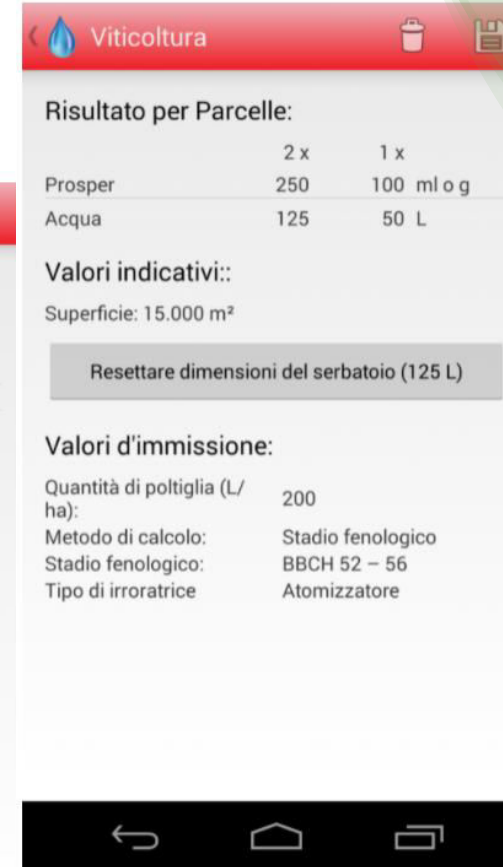 Viticoltura
Risultato per Parcelle:
2 x 1 x
Prosper 250 100 ml o g
Acqua 125 50 L
Valori indicativi::
Superficie: 15.000 m²
Resettare dimensioni del serbatoio (125 L)
Valori d'immissione:
Quantità di poltiglia (L/
ha): 200
Metodo di calcolo: Stadio fenologico
Stadio fenologico: BBCH 52 – 56
Tipo di irroratrice Atomizzatore